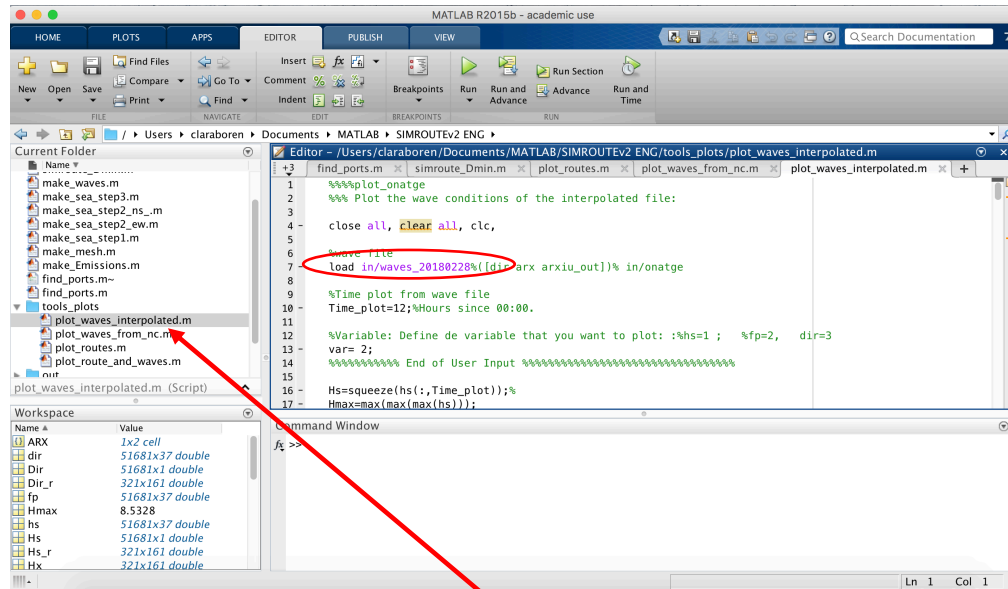 MATLAB R2015b - academic use
HOME PLOTS APPS EDITOR PUBLISH VIEW Search Documentation
New Open Save Find Files Compare Print Go To Find Insert fx Comment % Indent Breakpoints Run Run and Advance Run Section Advance Run and Time
FILE NAVIGATE EDIT BREAKPOINTS RUN
/ ▸ Users ▸ claraboren ▸ Documents ▸ MATLAB ▸ SIMROUTEv2 ENG ▸
Current Folder
Name ▼
make_waves.m
make_sea_step3.m
make_sea_step2_ns_.m
make_sea_step2_ew.m
make_sea_step1.m
make_mesh.m
make_Emissions.m
find_ports.m~
find_ports.m
tools_plots
plot_waves_interpolated.m
plot_waves_from_nc.m
plot_routes.m
plot_route_and_waves.m
out
plot_waves_interpolated.m (Script)
Workspace
Name ▲ Value
ARX 1x2 cell
dir 51681x37 double
Dir 51681x1 double
Dir_r 321x161 double
fp 51681x37 double
Hmax 8.5328
hs 51681x37 double
Hs 51681x1 double
Hs_r 321x161 double
Hx 321x161 double
Editor – /Users/claraboren/Documents/MATLAB/SIMROUTEv2 ENG/tools_plots/plot_waves_interpolated.m
+3 find_ports.m simroute_Dmin.m plot_routes.m plot_waves_from_nc.m plot_waves_interpolated.m +
1 %%%%plot_onatge
2 %%% Plot the wave conditions of the interpolated file:
3
4 – close all, clear all, clc,
5
6 %wave file
7 – load in/waves_20180228%([dir arx arxiu_out])% in/onatge
8
9 %Time plot from wave file
10 – Time_plot=12;%Hours since 00:00.
11
12 %Variable: Define de variable that you want to plot: :%hs=1 ; %fp=2, dir=3
13 – var= 2;
14 %%%%%%%%%%% End of User Input %%%%%%%%%%%%%%%%%%%%%%%%%%%%%%%%%
15
16 – Hs=squeeze(hs(:,Time_plot));%
17 – Hmax=max(max(max(hs)));
Command Window
fx >>
Ln 1 Col 1